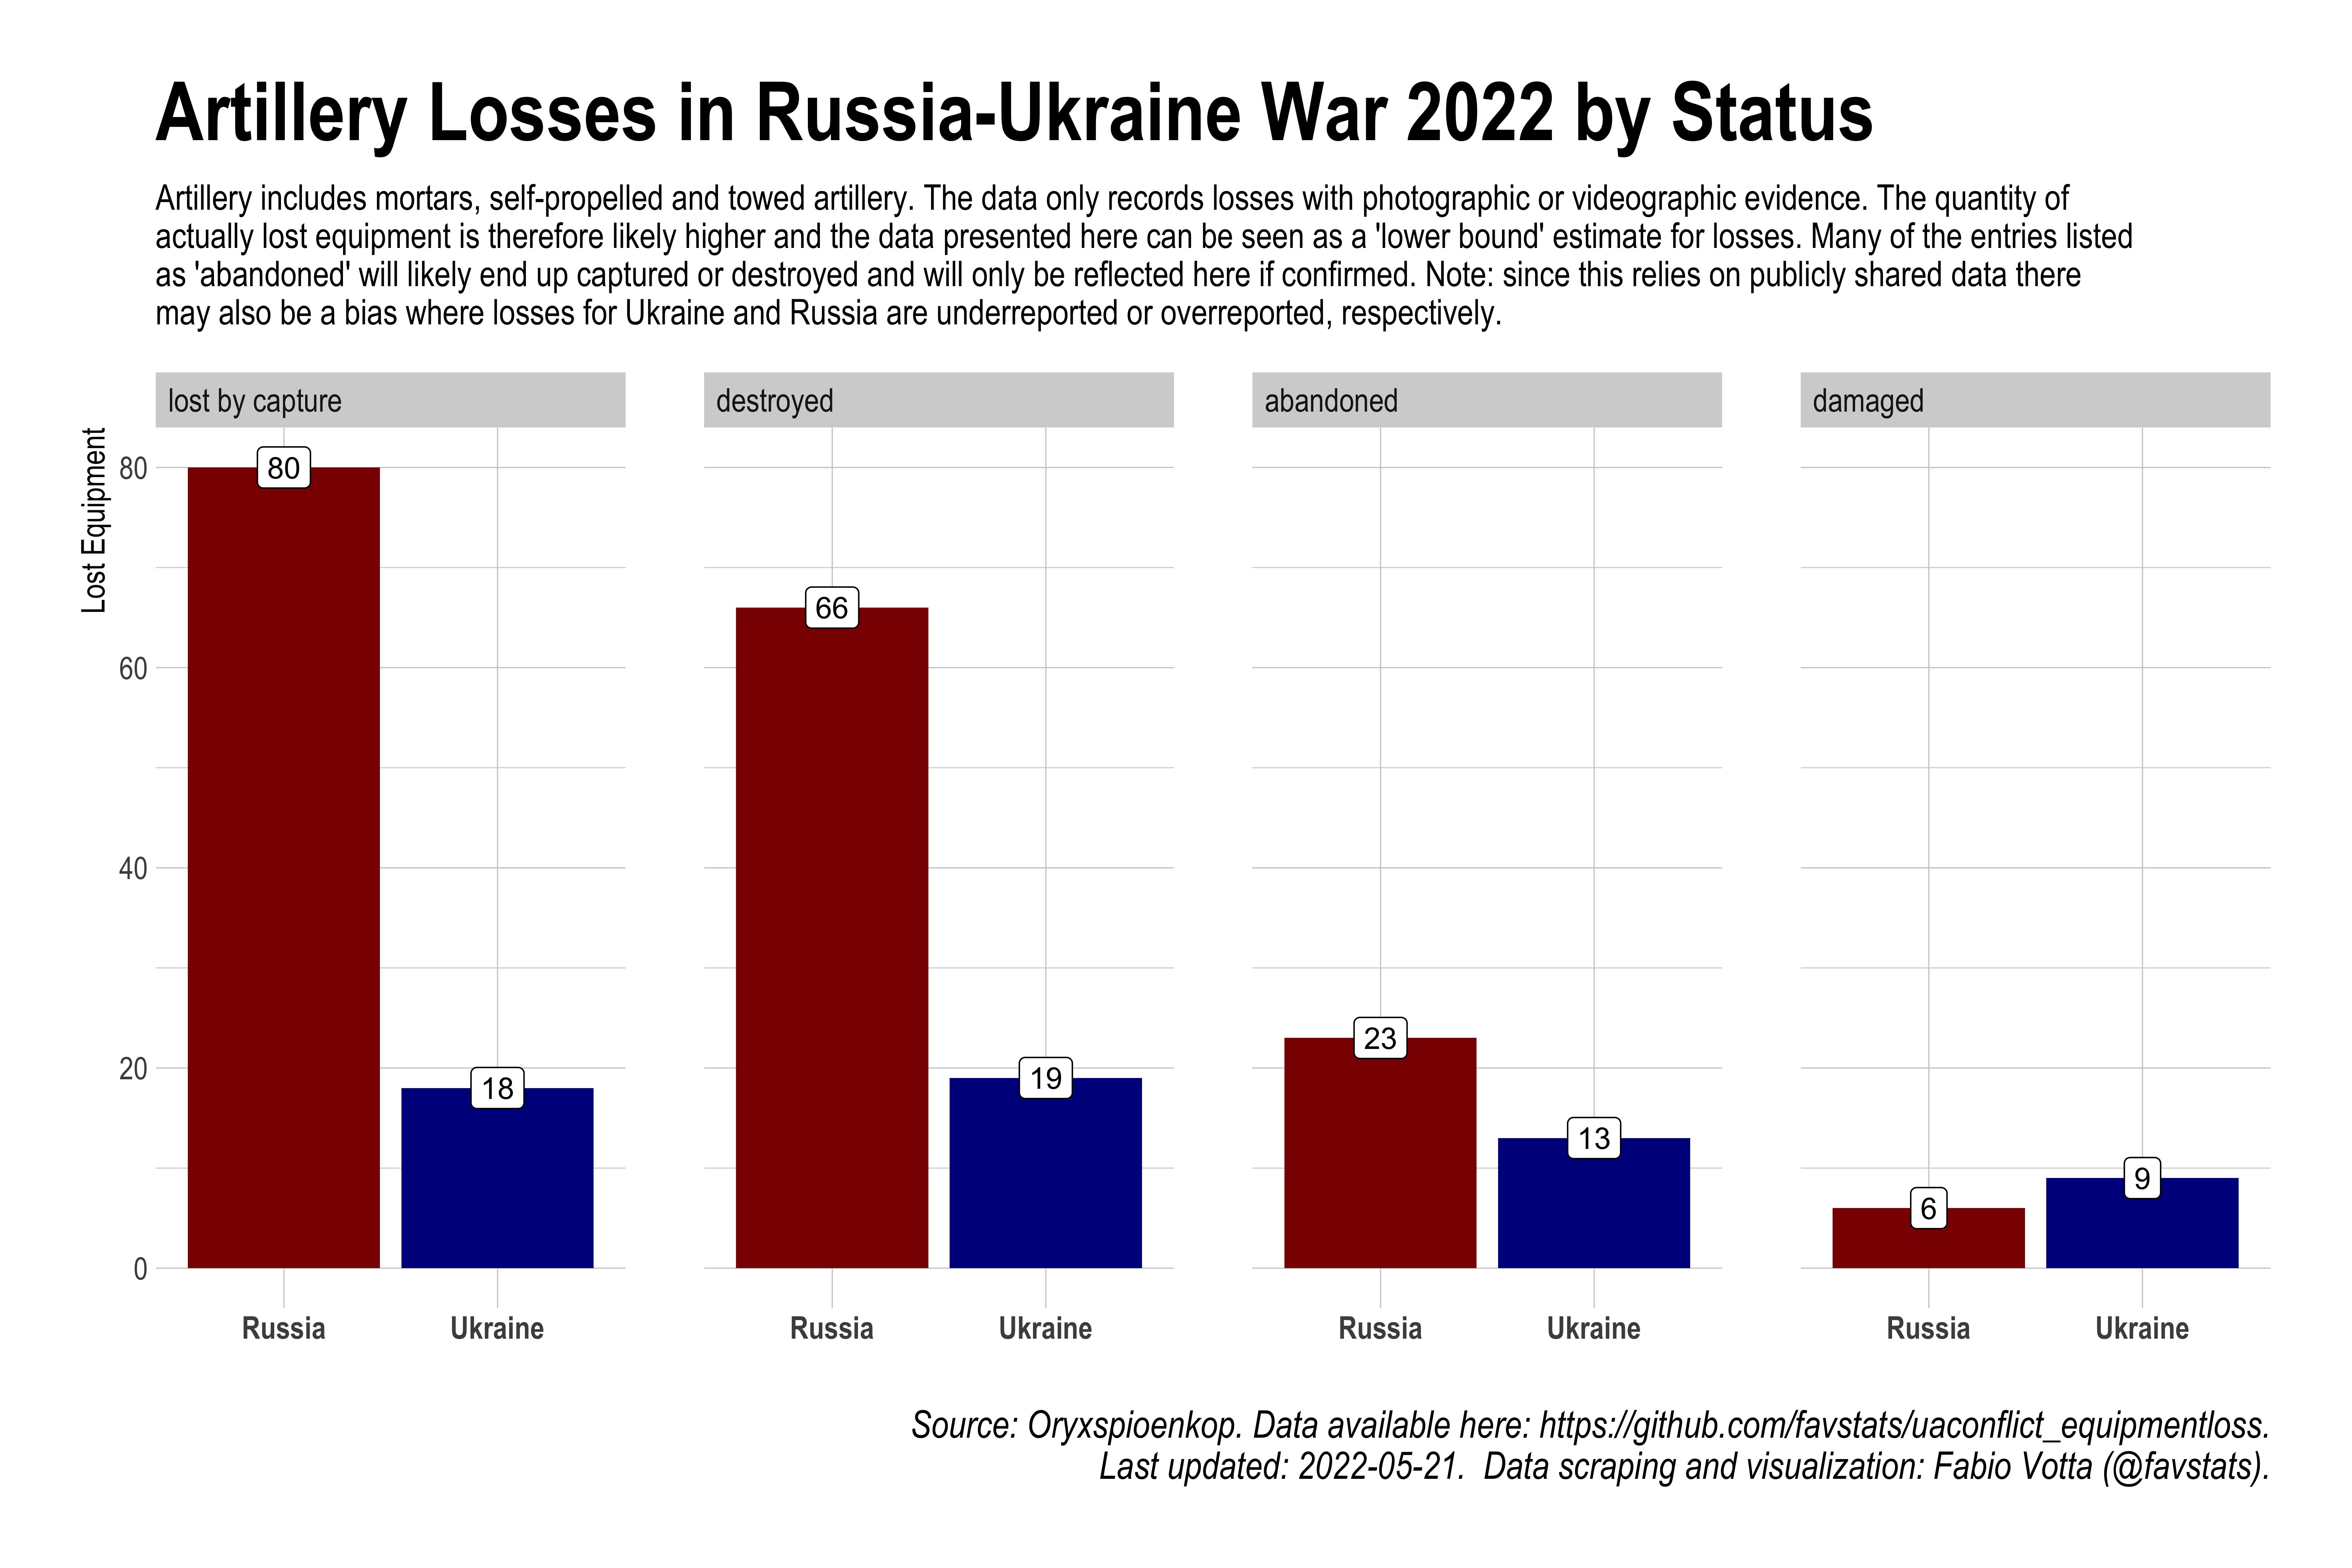 Artillery Losses in Russia-Ukraine War 2022 by Status
Artillery includes mortars, self-propelled and towed artillery. The data only records losses with photographic or videographic evidence. The quantity of
actually lost equipment is therefore likely higher and the data presented here can be seen as a 'lower bound' estimate for losses. Many of the entries listed
as 'abandoned' will likely end up captured or destroyed and will only be reflected here if confirmed. Note: since this relies on publicly shared data there
may also be a bias where losses for Ukraine and Russia are underreported or overreported, respectively.
lost by capture
destroyed
abandoned
damaged
Lost Equipment
80
60
40
20
0
80
18
66
19
23
13
6
9
Russia
Ukraine
Russia
Ukraine
Russia
Ukraine
Russia
Ukraine
Source: Oryxspioenkop. Data available here: https://github.com/favstats/uaconflict_equipmentloss.
Last updated: 2022-05-21.  Data scraping and visualization: Fabio Votta (@favstats).